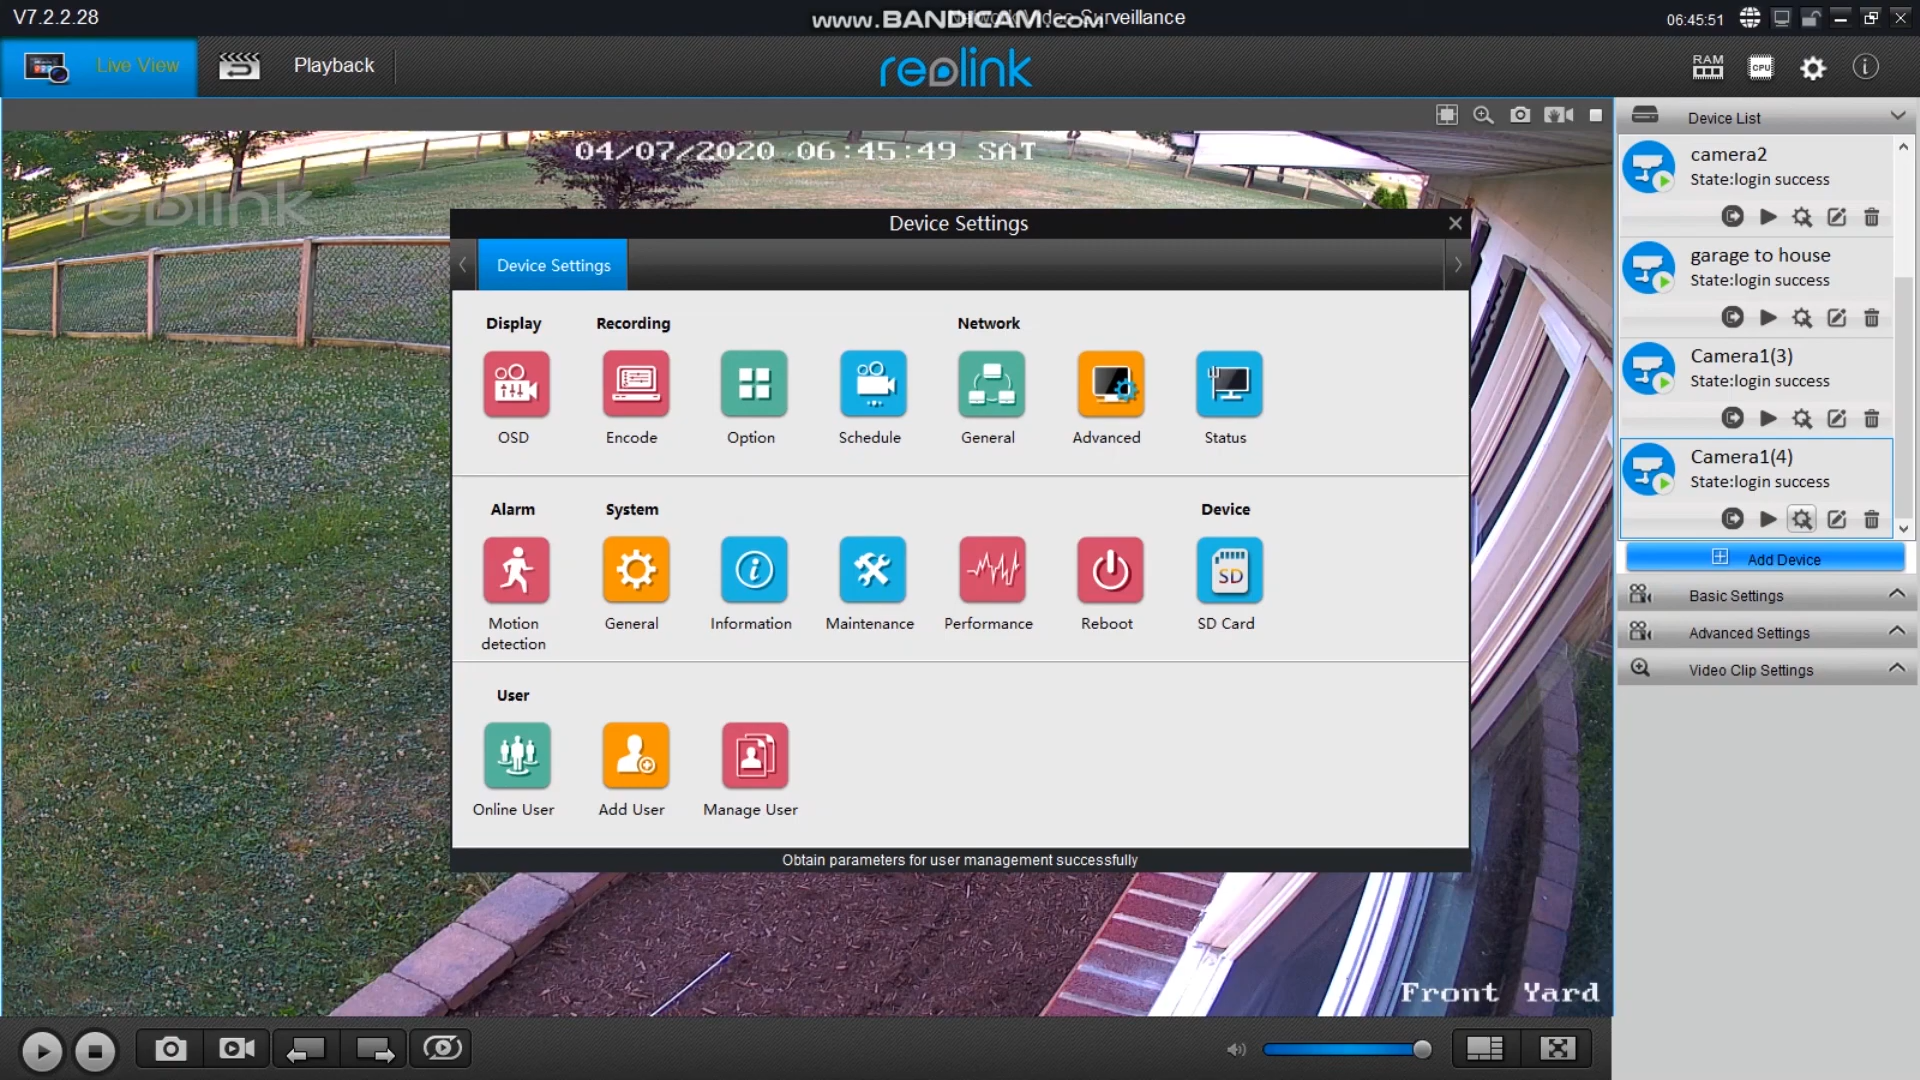 V7.2.2.28
www.BANDICAM.com
Surveillance
06:45:51
Live View
Playback
reolink
RAM
CPU
04/07/2020 06:45:49 SAT
reolink
Device Settings
Device Settings
Display
Recording
Network
OSD
Encode
Option
Schedule
General
Advanced
Status
Alarm
System
Device
SD
Motion
detection
General
Information
Maintenance
Performance
Reboot
SD Card
User
Online User
Add User
Manage User
Obtain parameters for user management successfully
Front Yard
Device List
camera2
State:login success
garage to house
State:login success
Camera1(3)
State:login success
Camera1(4)
State:login success
Add Device
Basic Settings
Advanced Settings
Video Clip Settings